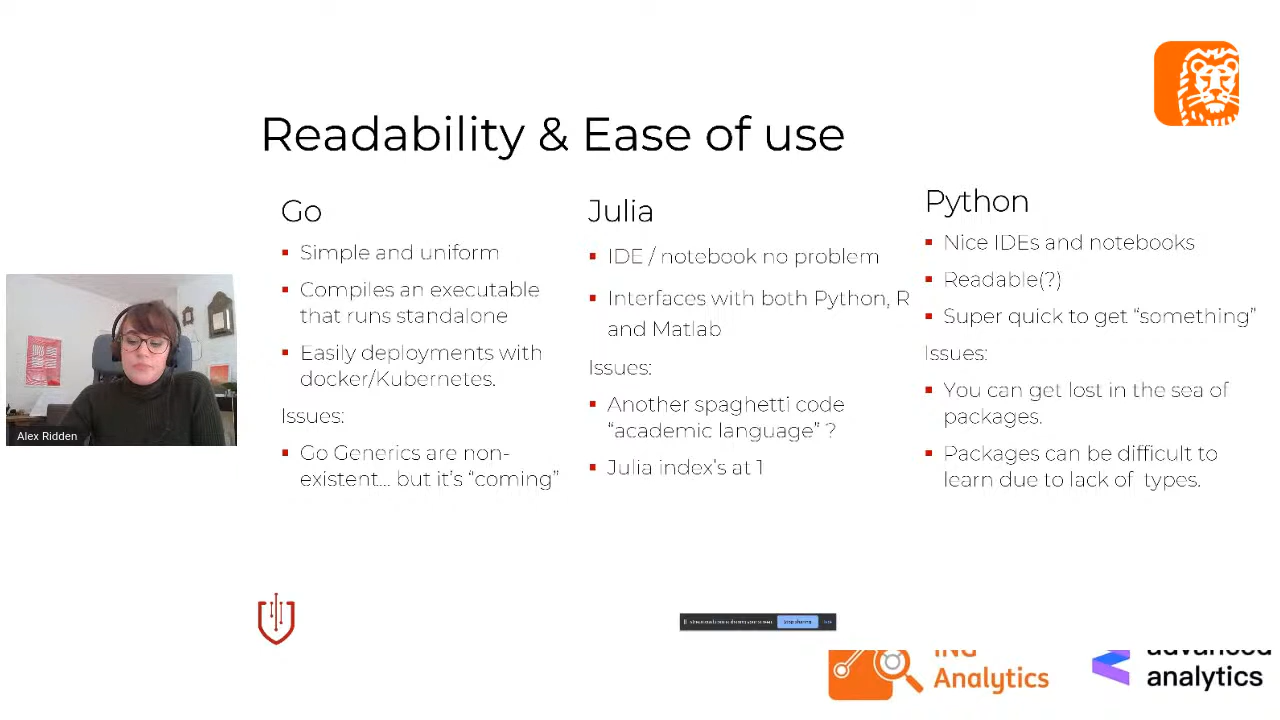 Readability & Ease of use
Go
▪ Simple and uniform
▪ Compiles an executable
that runs standalone
▪ Easily deployments with
docker/Kubernetes.
Issues:
▪ Go Generics are non-
existent... but it's "coming"
Julia
▪ IDE / notebook no problem
▪ Interfaces with both Python, R
and Matlab
Issues:
▪ Another spaghetti code
"academic language" ?
▪ Julia index's at 1
Python
▪ Nice IDEs and notebooks
▪ Readable(?)
▪ Super quick to get "something"
Issues:
▪ You can get lost in the sea of
packages.
▪ Packages can be difficult to
learn due to lack of types.
Alex Ridden
Stop sharing
ING
Analytics
advanced
analytics